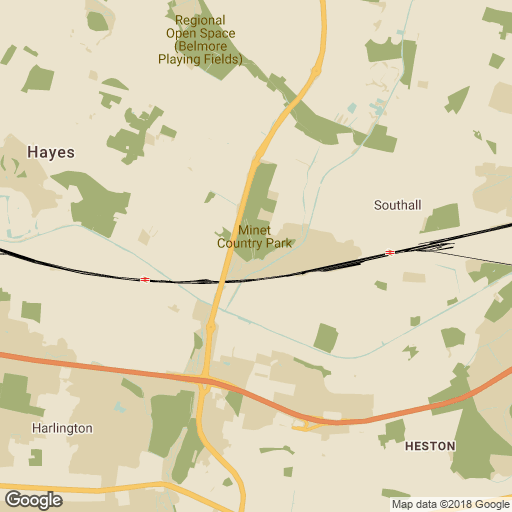 Regional
Open Space
(Belmore
Playing Fields)
Hayes
Southall
Minet
Country Park
Harlington
HESTON
Google
Map data ©2018 Google